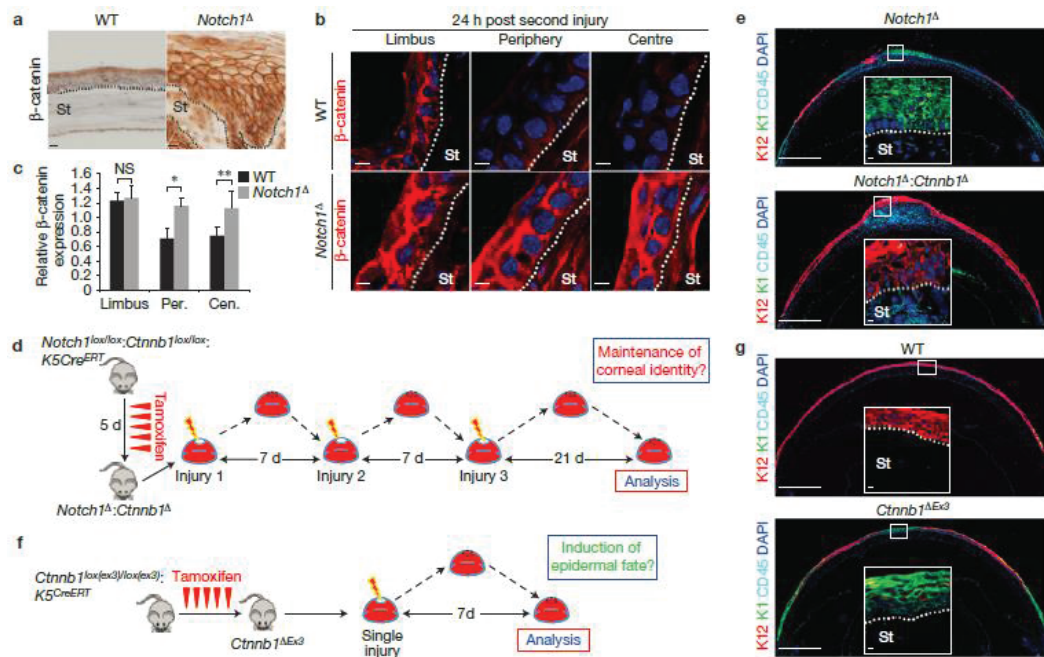 a
WT
Notch1Δ
β-catenin
St
St
b
24 h post second injury
Limbus
Periphery
Centre
WT
β-catenin
St
St
St
Notch1Δ
β-catenin
St
St
St
c
NS
*
**
WT
Notch1Δ
Relative β-catenin
expression
1.6
1.4
1.2
1.0
0.8
0.6
0.4
0.2
0
Limbus
Per.
Cen.
d
Notch1lox/lox:Ctnnb1lox/lox:
K5CreERT
5 d
Tamoxifen
Notch1Δ:Ctnnb1Δ
Injury 1
7 d
Injury 2
7 d
Injury 3
21 d
Maintenance of
corneal identity?
Analysis
f
Ctnnb1lox(ex3)/lox(ex3):
K5CreERT
Tamoxifen
Ctnnb1ΔEx3
Single
injury
7d
Induction of
epidermal fate?
Analysis
e
Notch1Δ
K12 K1 CD45 DAPI
St
Notch1Δ:Ctnnb1Δ
K12 K1 CD45 DAPI
St
g
WT
K12 K1 CD45 DAPI
St
Ctnnb1ΔEx3
K12 K1 CD45 DAPI
St